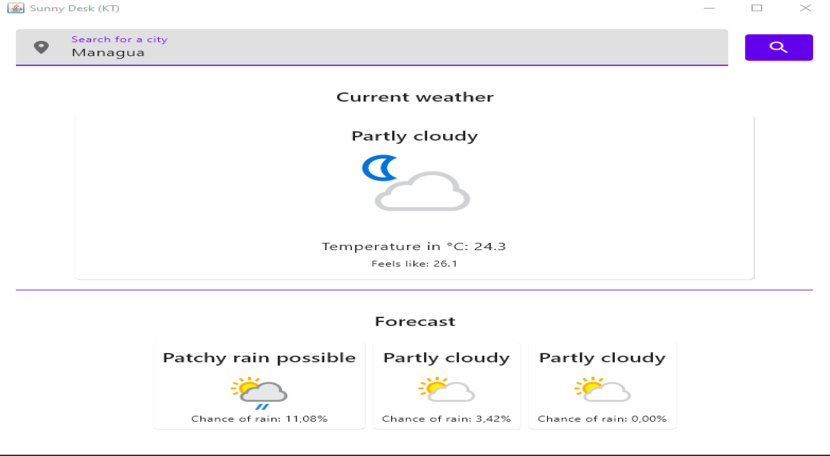 Sunny Desk (KT)
Search for a city
Managua
Current weather
Partly cloudy
Temperature in °C: 24.3
Feels like: 26.1
Forecast
Patchy rain possible
Chance of rain: 11,08%
Partly cloudy
Chance of rain: 3,42%
Partly cloudy
Chance of rain: 0,00%